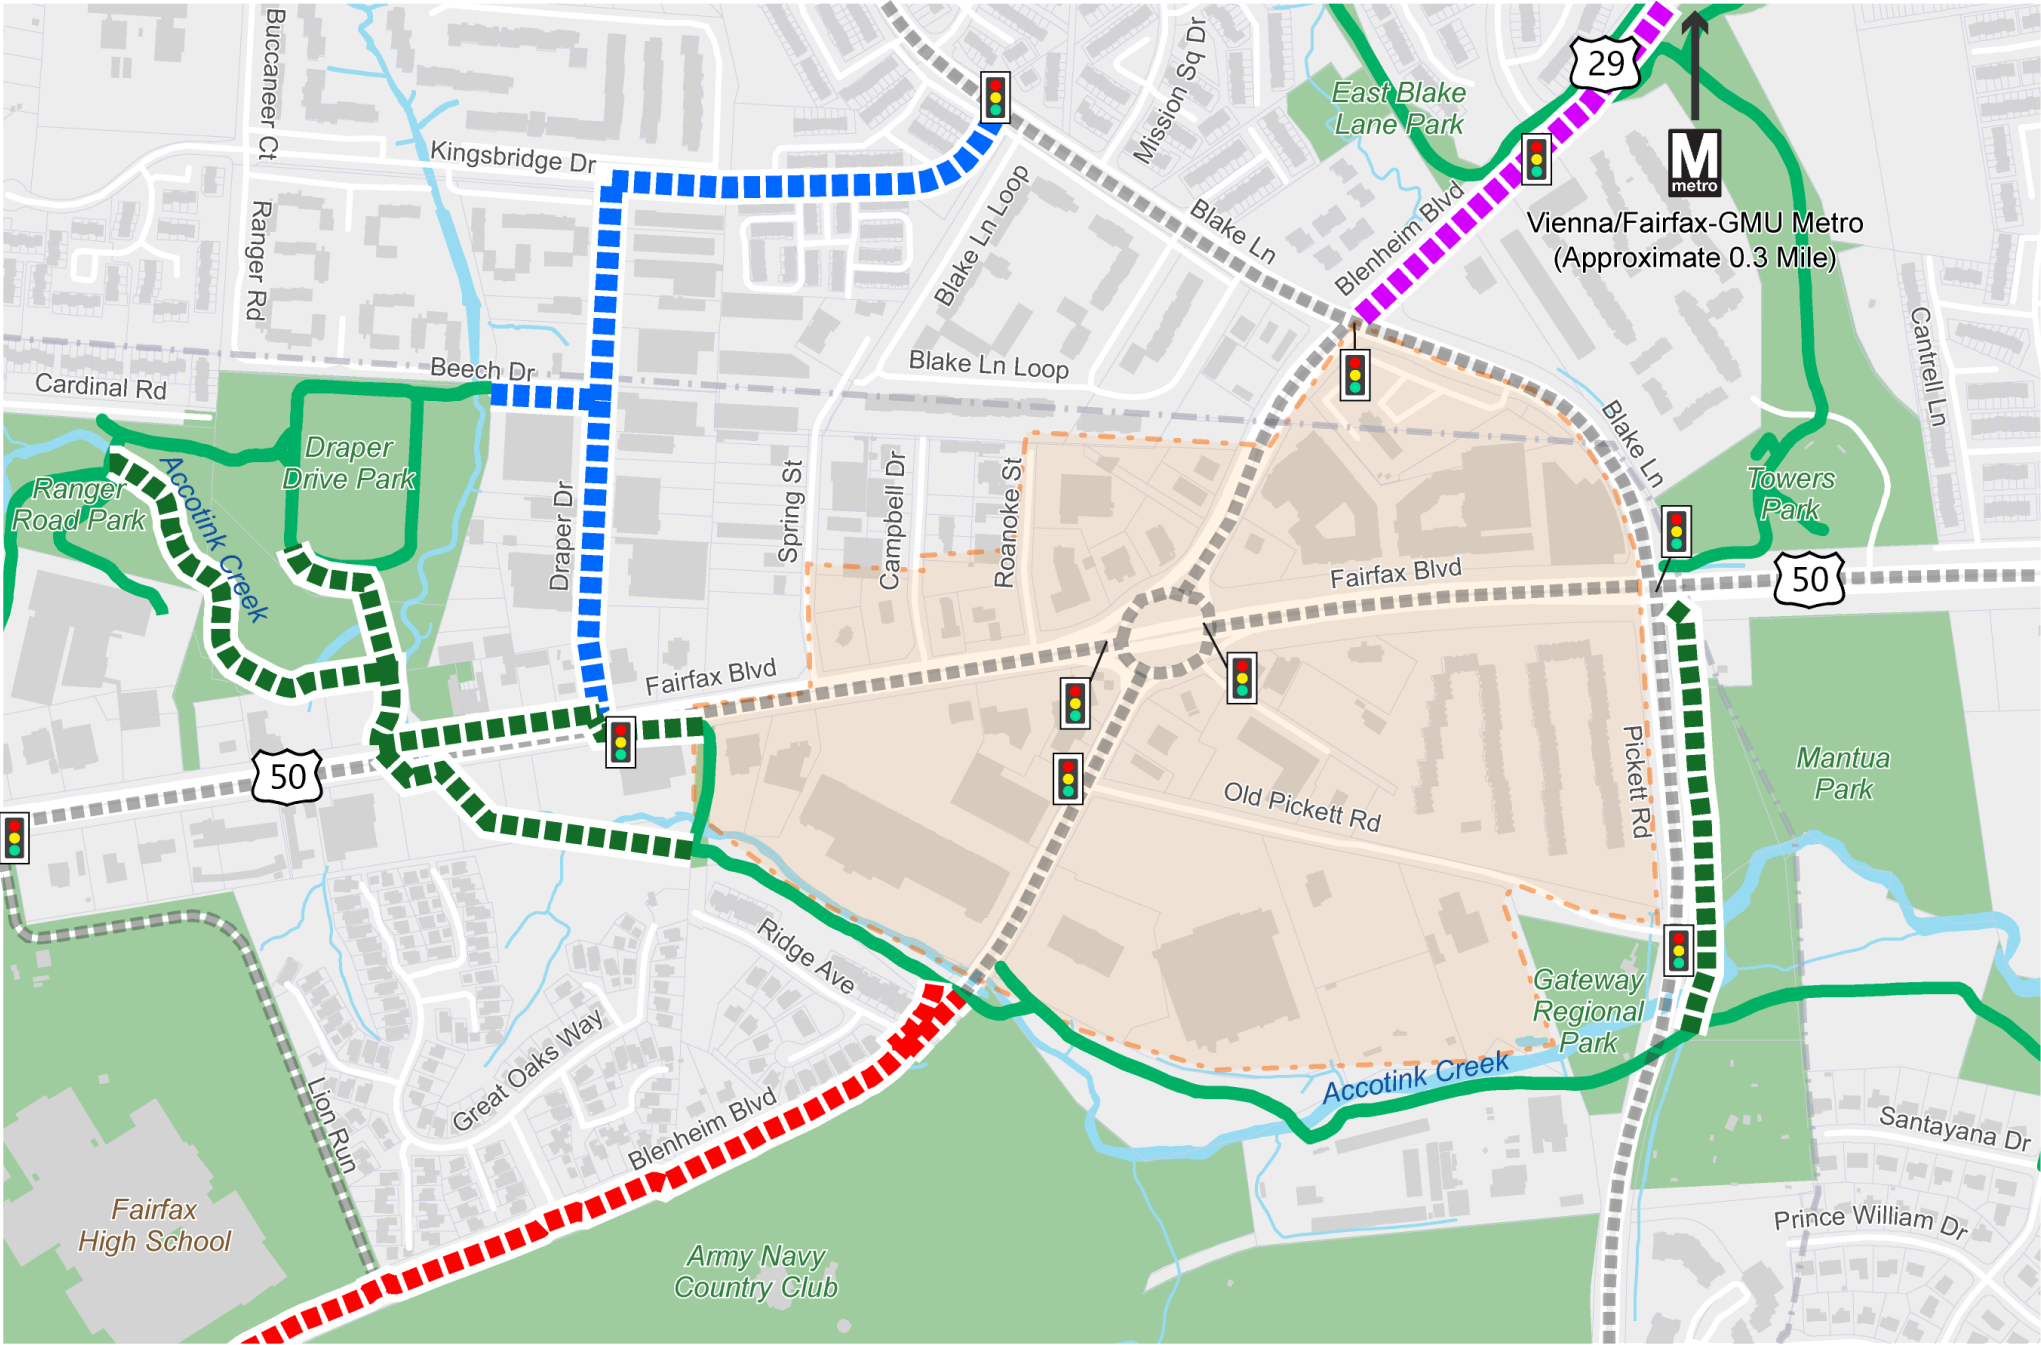 Buccaneer Ct
Mission Sq Dr
29
East Blake
Lane Park
Kingsbridge Dr
M
metro
Vienna/Fairfax-GMU Metro
(Approximate 0.3 Mile)
Ranger Rd
Blake Ln Loop
Blake Ln
Blenheim Blvd
Cantrell Ln
Beech Dr
Blake Ln Loop
Cardinal Rd
Blake Ln
Draper
Drive Park
Ranger
Road Park
Accotink Creek
Draper Dr
Spring St
Campbell Dr
Roanoke St
Towers
Park
Fairfax Blvd
50
Fairfax Blvd
50
Pickett Rd
Mantua
Park
Old Pickett Rd
Ridge Ave
Gateway
Regional
Park
Great Oaks Way
Accotink Creek
Lion Run
Blenheim Blvd
Santayana Dr
Fairfax
High School
Prince William Dr
Army Navy
Country Club